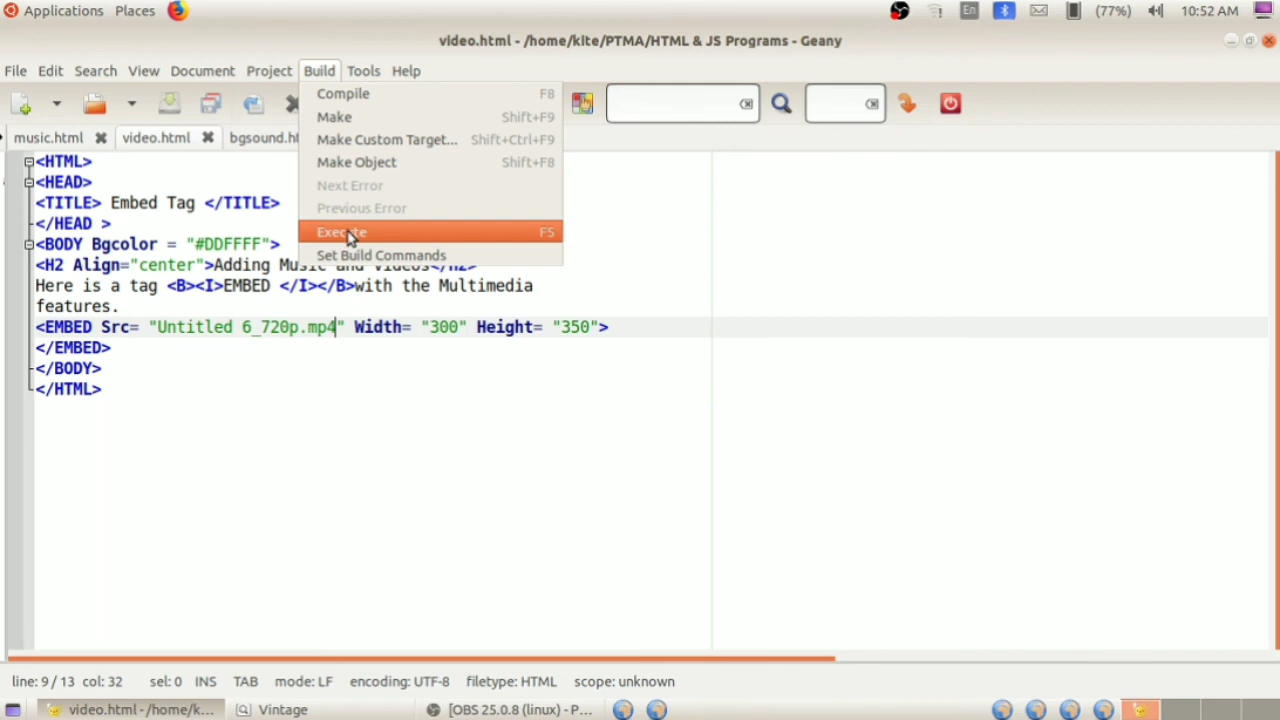 Applications Places En (77%) 10:52 AM
video.html - /home/kite/PTMA/HTML & JS Programs - Geany
File Edit Search View Document Project Build Tools Help
Compile F8
Make Shift+F9
Make Custom Target... Shift+Ctrl+F9
Make Object Shift+F8
Next Error
Previous Error
Execute F5
Set Build Commands
music.html video.html bgsound.ht
<HTML>
<HEAD>
<TITLE> Embed Tag </TITLE>
</HEAD >
<BODY Bgcolor = "#DDFFFF">
<H2 Align="center">Adding Music and Videos</H2>
Here is a tag <B><I>EMBED </I></B>with the Multimedia
features.
<EMBED Src= "Untitled 6_720p.mp4" Width= "300" Height= "350">
</EMBED>
</BODY>
</HTML>
line: 9 / 13 col: 32 sel: 0 INS TAB mode: LF encoding: UTF-8 filetype: HTML scope: unknown
video.html - /home/k... Vintage [OBS 25.0.8 (linux) - P...